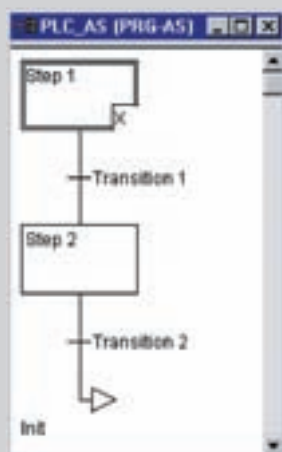 PLC_AS (PRG-AS)
Step 1
X
Transition 1
Step 2
Transition 2
Init